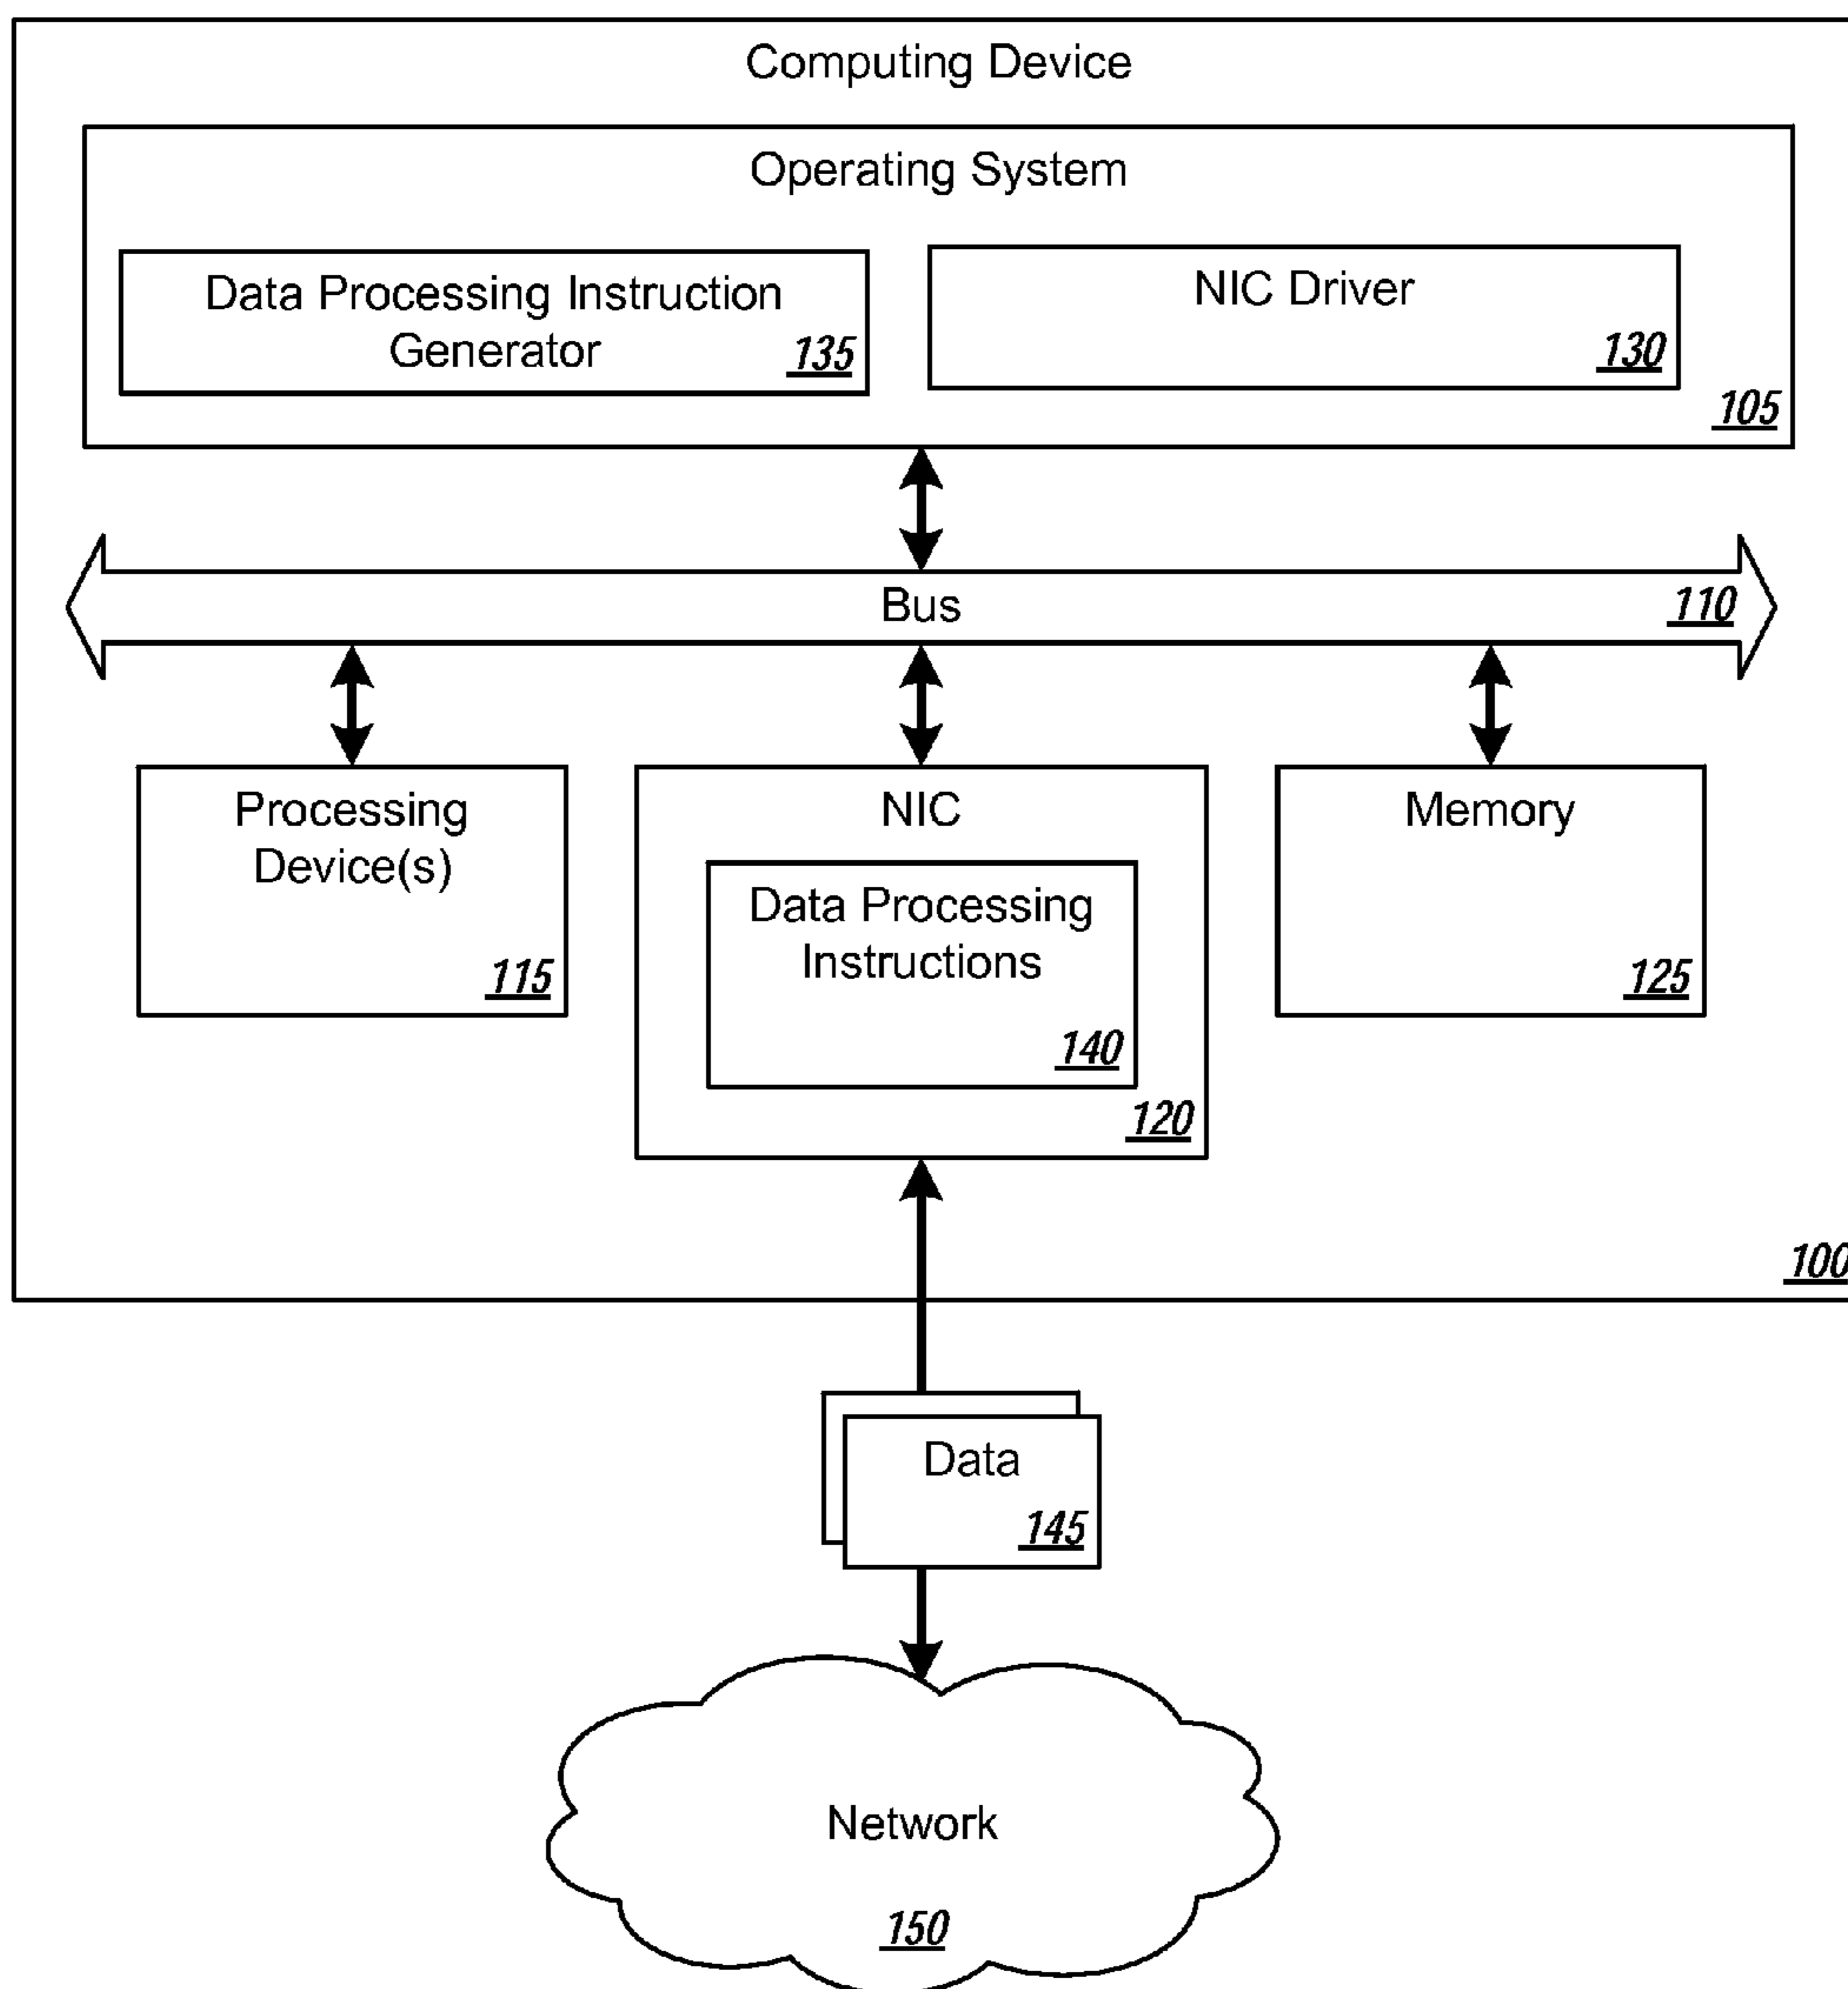 Computing Device
Operating System
Data Processing Instruction
Generator
135
NIC Driver
130
105
Bus
110
Processing
Device(s)
115
NIC
Data Processing
Instructions
140
120
Memory
125
100
Data
145
Network
150